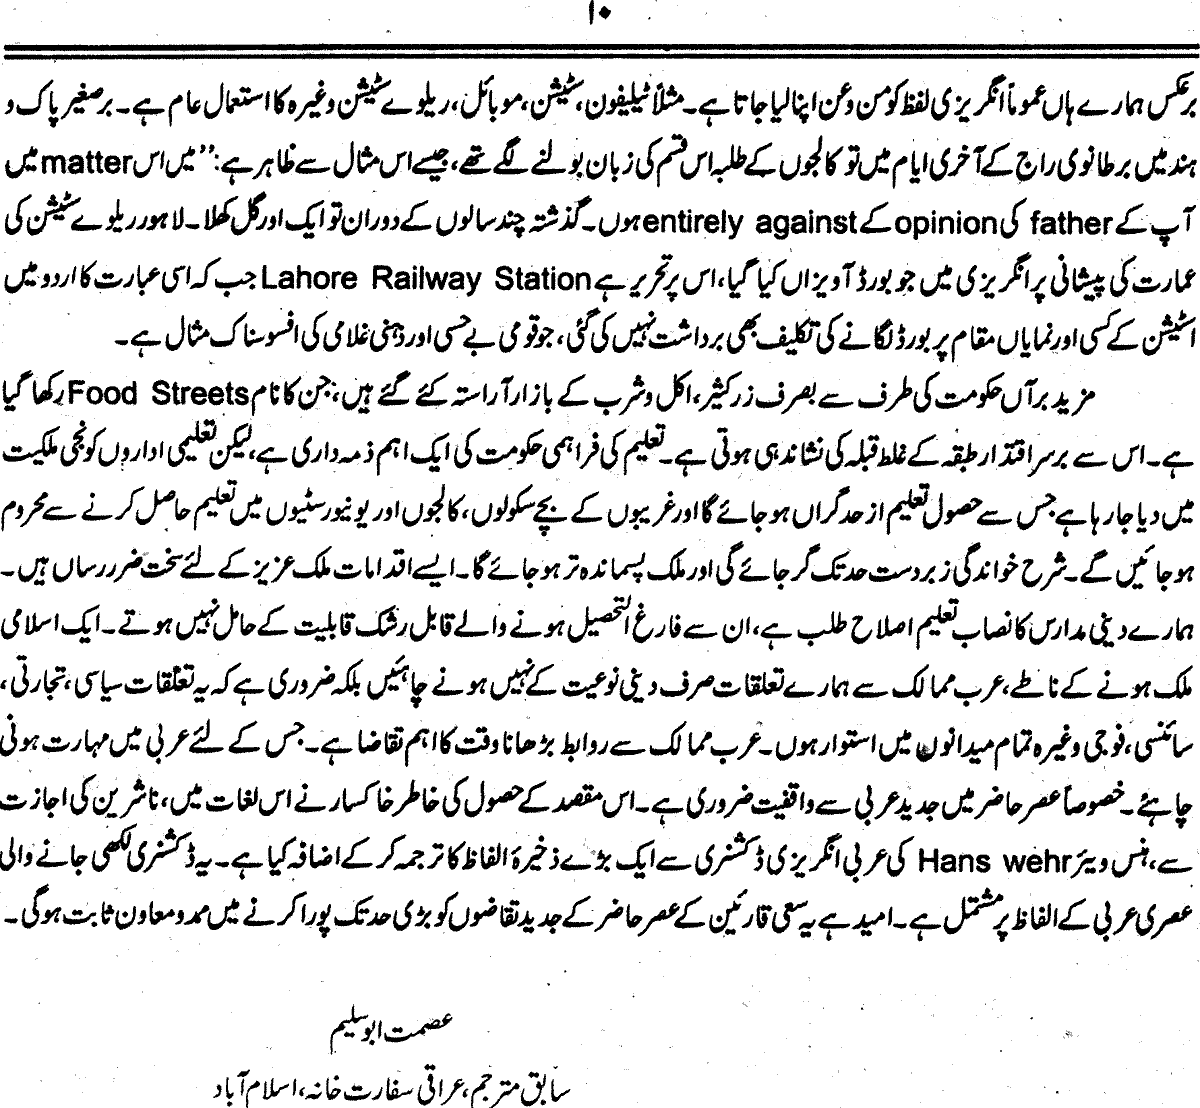 ۱۰
برعکس ہمارے ہاں عموماً انگریزی لفظ کو من و عن اپنا لیا جاتا ہے۔ مثلاً ٹیلیفون، سٹیشن، موبائل، ریلوے سٹیشن وغیرہ کا استعمال عام ہے۔ برصغیر پاک و
ہند میں برطانوی راج کے آخری ایام میں تو کالجوں کے طلبہ اس قسم کی زبان بولنے لگے تھے، جیسے اس مثال سے ظاہر ہے: ”میں اس matter میں
آپ کے father کی opinion کے entirely against ہوں۔ گذشتہ چند سالوں کے دوران تو ایک اور گل کھلا۔ لاہور ریلوے سٹیشن کی
عمارت کی پیشانی پر انگریزی میں جو بورڈ آویزاں کیا گیا، اس پر تحریر ہے Lahore Railway Station جب کہ اسی عبارت کا اردو میں
اسٹیشن کے کسی اور نمایاں مقام پر بورڈ لگانے کی تکلیف بھی برداشت نہیں کی گئی، جو قومی بے حسی اور ذہنی غلامی کی افسوسناک مثال ہے۔
مزید برآں حکومت کی طرف سے بصرف زر کثیر، اکل و شرب کے بازار آراستہ کئے گئے ہیں، جن کا نام Food Streets رکھا گیا
ہے۔ اس سے برسر اقتدار طبقہ کے غلط قبلہ کی نشاندہی ہوتی ہے۔ تعلیم کی فراہمی حکومت کی ایک اہم ذمہ داری ہے، لیکن تعلیمی اداروں کو نجی ملکیت
میں دیا جا رہا ہے جس سے حصول تعلیم از حد گراں ہو جائے گا اور غریبوں کے بچے سکولوں، کالجوں اور یونیورسٹیوں میں تعلیم حاصل کرنے سے محروم
ہو جائیں گے۔ شرح خواندگی زبردست حد تک گر جائے گی اور ملک پسماندہ تر ہو جائے گا۔ ایسے اقدامات ملک عزیز کے لئے سخت ضرر رساں ہیں۔
ہمارے دینی مدارس کا نصاب تعلیم اصلاح طلب ہے، ان سے فارغ التحصیل ہونے والے قابل رشک قابلیت کے حامل نہیں ہوتے۔ ایک اسلامی
ملک ہونے کے ناطے، عرب ممالک سے ہمارے تعلقات صرف دینی نوعیت کے نہیں ہونے چاہئیں بلکہ ضروری ہے کہ یہ تعلّقات سیاسی، تجارتی،
سائنسی، فوجی وغیرہ تمام میدانوں میں استوار ہوں۔ عرب ممالک سے روابط بڑھانا وقت کا اہم تقاضا ہے۔ جس کے لئے عربی میں مہارت ہونی
چاہئے۔ خصوصاً عصر حاضر میں جدید عربی سے واقفیت ضروری ہے۔ اس مقصد کے حصول کی خاطر خاکسار نے اس لغات میں، ناشرین کی اجازت
سے، ہنس ویئر Hans wehr کی عربی انگریزی ڈکشنری سے ایک بڑے ذخیرۂ الفاظ کا ترجمہ کر کے اضافہ کیا ہے۔ یہ ڈکشنری لکھی جانے والی
عصری عربی کے الفاظ پر مشتمل ہے۔ امید ہے یہ سعی قارئین کے عصر حاضر کے جدید تقاضوں کو بڑی حد تک پورا کرنے میں ممد و معاون ثابت ہو گی۔
عصمت ابو سلیم
سابق مترجم، عراقی سفارت خانہ، اسلام آباد